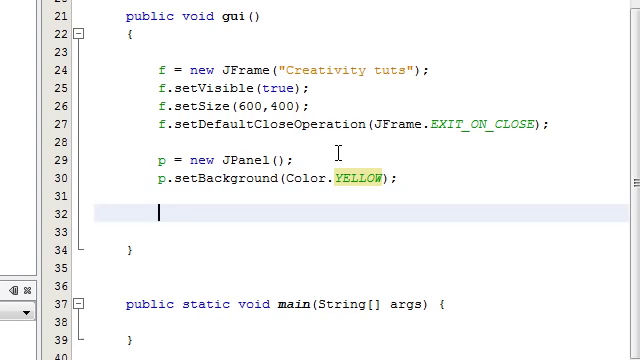 21 public void gui()
22 {
23
24 f = new JFrame("Creativity tuts");
25 f.setVisible(true);
26 f.setSize(600,400);
27 f.setDefaultCloseOperation(JFrame.EXIT_ON_CLOSE);
28
29 p = new JPanel();
30 p.setBackground(Color.YELLOW);
31
32
33
34 }
35
36
37 public static void main(String[] args) {
38
39 }
40